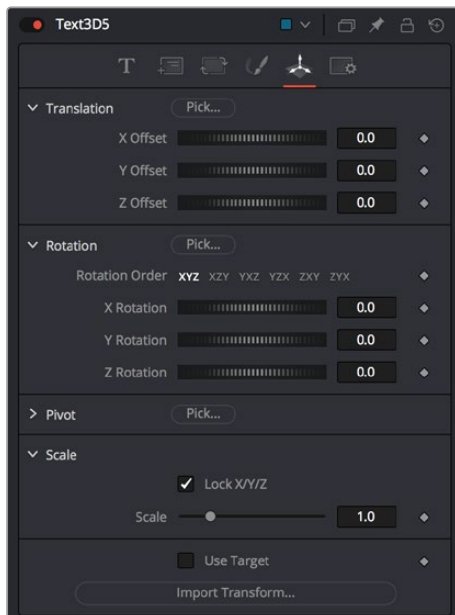 Text3D5
T
Translation Pick...
X Offset 0.0
Y Offset 0.0
Z Offset 0.0
Rotation Pick...
Rotation Order XYZ XZY YXZ YZX ZXY ZYX
X Rotation 0.0
Y Rotation 0.0
Z Rotation 0.0
Pivot Pick...
Scale
Lock X/Y/Z
Scale 1.0
Use Target
Import Transform...